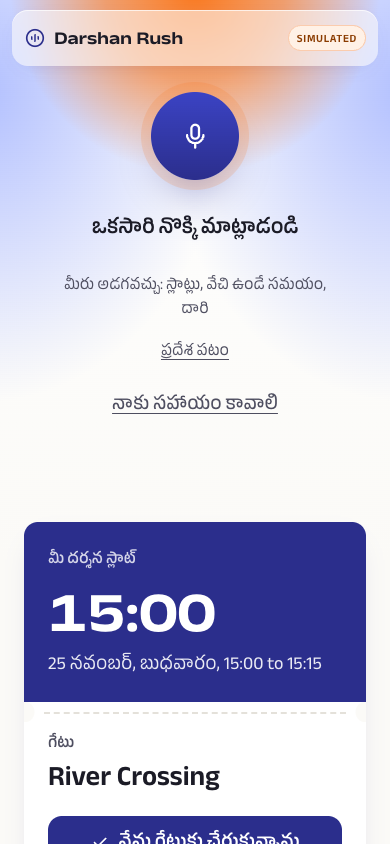 Darshan Rush
SIMULATED
ఒకసారి నొక్కి మాట్లాడండి
మీరు అడగవచ్చు: స్లాట్లు, వేచి ఉండే సమయం,
దారి
ప్రదేశ పటం
నాకు సహాయం కావాలి
మీ దర్శన స్లాట్
15:00
25 నవంబర్, బుధవారం, 15:00 to 15:15
గేటు
River Crossing
నేను గేటుకు చేరుకున్నాను